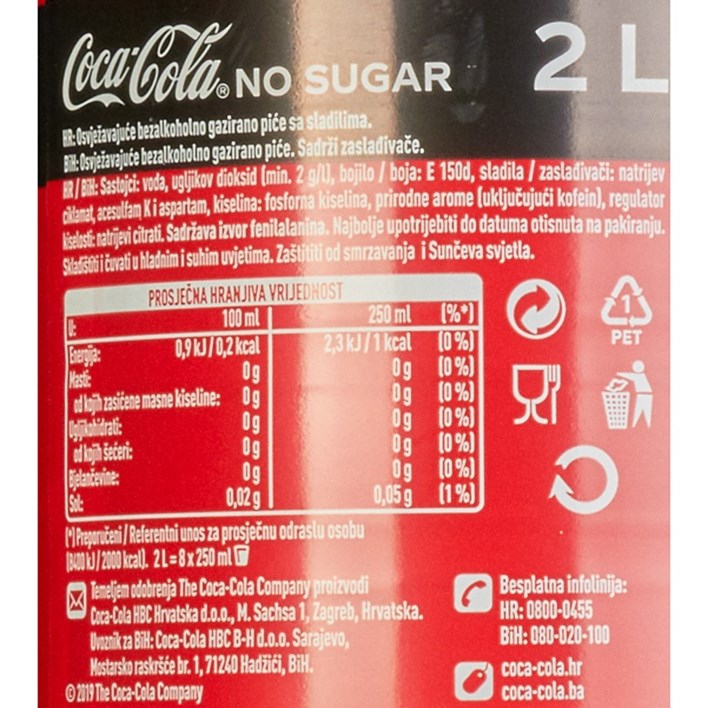 Coca-Cola® NO SUGAR 2 L
HR: Osvježavajuće bezalkoholno gazirano piće sa sladilima.
BiH: Osvježavajuće bezalkoholno gazirano piće. Sadrži zaslađivače.
HR / BiH: Sastojci: voda, ugljikov dioksid (min. 2 g/l), bojilo / boja: E 150d, sladila / zaslađivači: natrijev
ciklamat, acesulfam K i aspartam, kiselina: fosforna kiselina, prirodne arome (uključujući kofein), regulator
kiselosti: natrijevi citrati. Sadržava izvor fenilalanina. Najbolje upotrijebiti do datuma otisnuta na pakiranju.
Skladištiti i čuvati u hladnim i suhim uvjetima. Zaštititi od smrzavanja i Sunčeva svjetla.
PROSJEČNA HRANJIVA VRIJEDNOST
U: 100 ml 250 ml (%*)
Energija: 0,9 kJ / 0,2 kcal 2,3 kJ / 1 kcal (0 %)
Masti: 0 g 0 g (0 %)
od kojih zasićene masne kiseline: 0 g 0 g (0 %)
Ugljikohidrati: 0 g 0 g (0 %)
od kojih šećeri: 0 g 0 g (0 %)
Bjelančevine: 0 g 0 g (0 %)
Sol: 0,02 g 0,05 g (1 %)
(*) Preporučeni / Referentni unos za prosječnu odraslu osobu
(8400 kJ / 2000 kcal). 2 L = 8 x 250 ml
1
PET
Temeljem odobrenja The Coca-Cola Company proizvodi
Coca-Cola HBC Hrvatska d.o.o., M. Sachsa 1, Zagreb, Hrvatska.
Uvoznik za BiH: Coca-Cola HBC B-H d.o.o. Sarajevo,
Mostarsko raskršće br. 1, 71240 Hadžići, BiH.
© 2019 The Coca-Cola Company
Besplatna infolinija:
HR: 0800-0455
BiH: 080-020-100
coca-cola.hr
coca-cola.ba